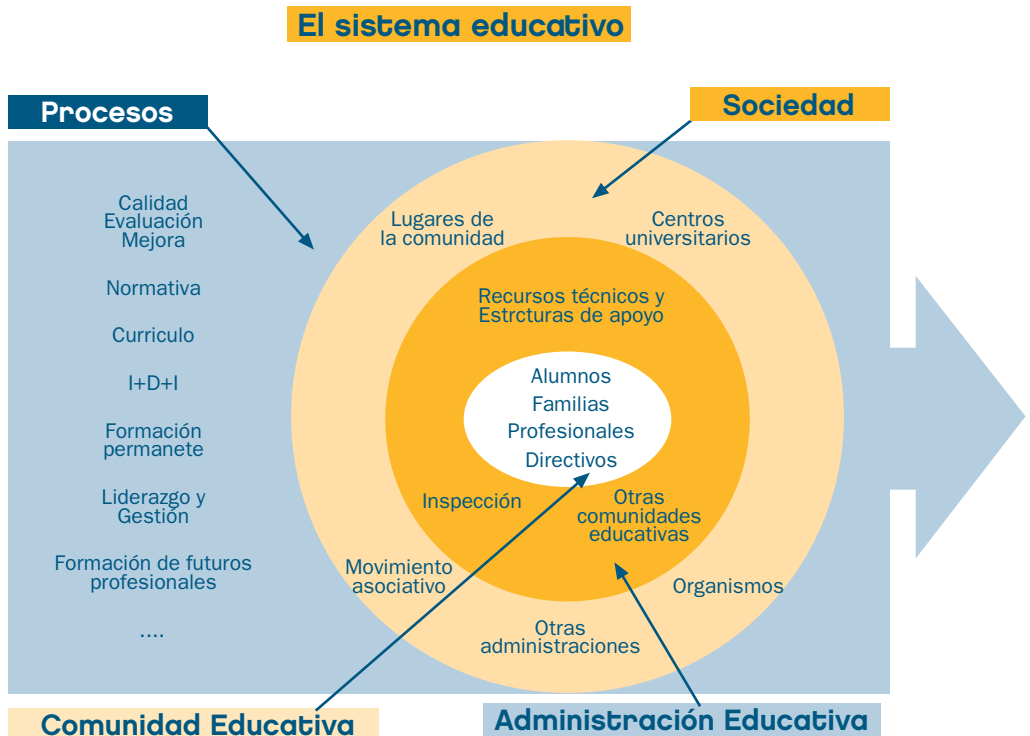 El sistema educativo
Procesos
Sociedad
Calidad
Evaluación
Mejora
Normativa
Curriculo
I+D+I
Formación
permanete
Liderazgo y
Gestión
Formación de futuros
profesionales
....
Lugares de
la comunidad
Centros
universitarios
Recursos técnicos y
Estrcturas de apoyo
Alumnos
Familias
Profesionales
Directivos
Inspección
Otras
comunidades
educativas
Movimiento
asociativo
Organismos
Otras
administraciones
Comunidad Educativa
Administración Educativa